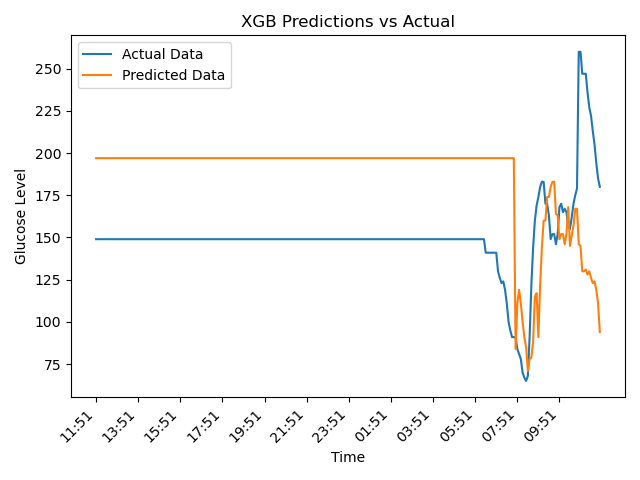 XGB Predictions vs Actual
Actual Data
Predicted Data
Glucose Level
250
225
200
175
150
125
100
75
11:51 13:51 15:51 17:51 19:51 21:51 23:51 01:51 03:51 05:51 07:51 09:51
Time